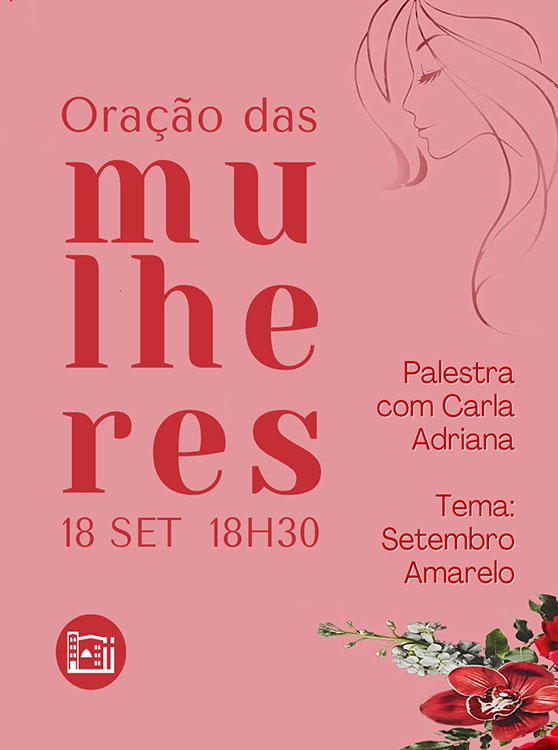 Oração das
mu
lhe
res
18 SET 18H30
Palestra
com Carla
Adriana
Tema:
Setembro
Amarelo